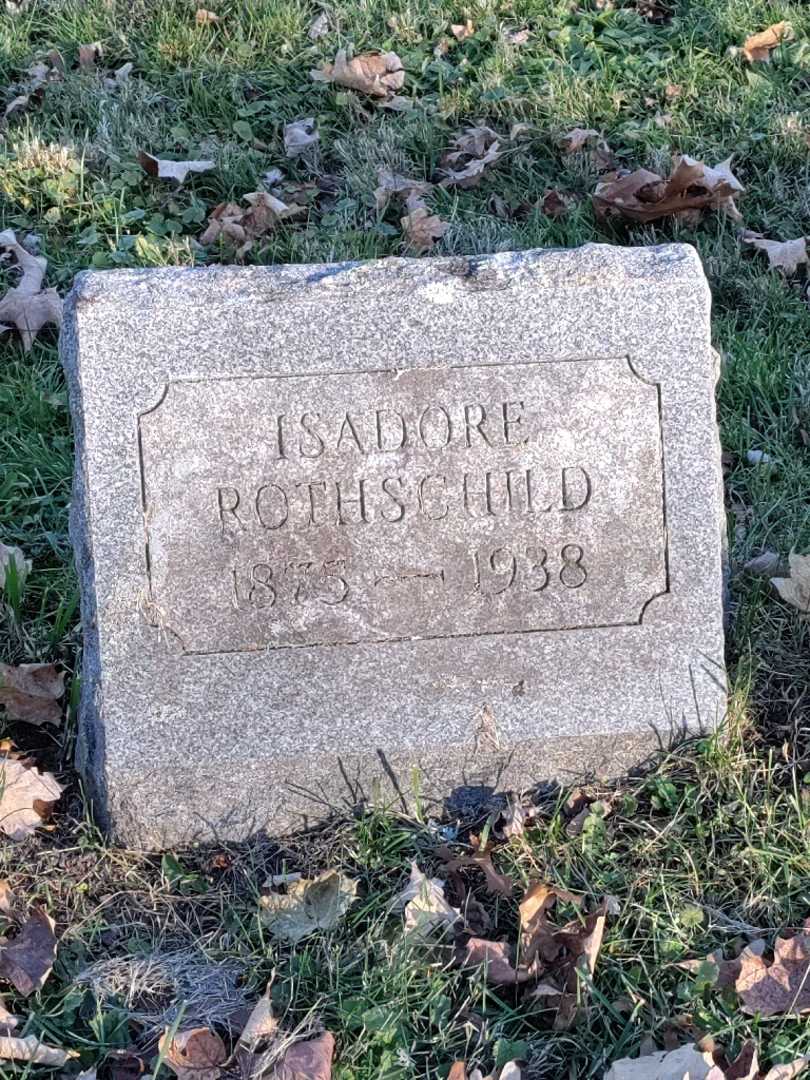 ISADORE
ROTHSCHILD
1875 — 1938